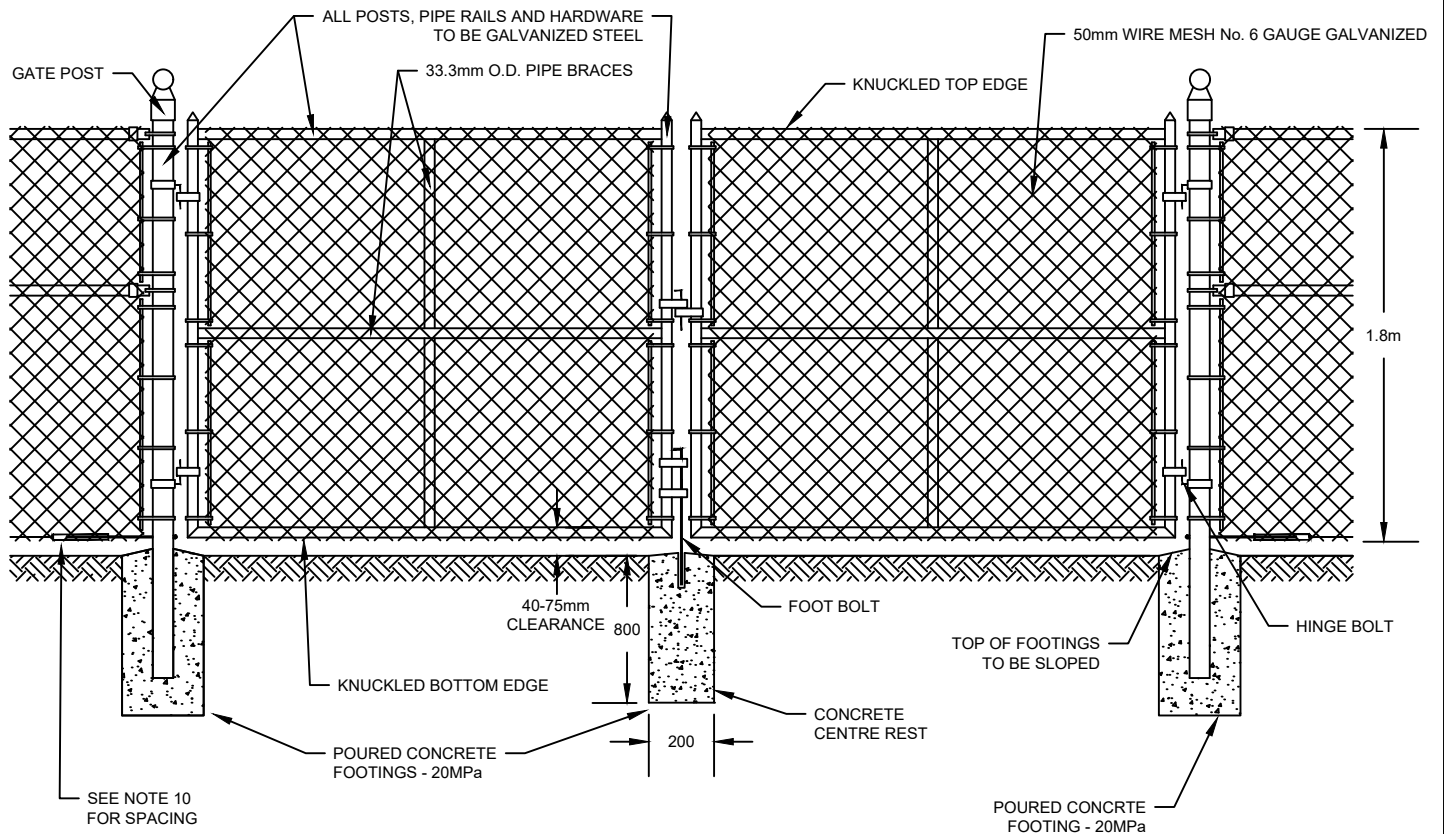 ALL POSTS, PIPE RAILS AND HARDWARE
TO BE GALVANIZED STEEL
50mm WIRE MESH No. 6 GAUGE GALVANIZED
GATE POST
33.3mm O.D. PIPE BRACES
KNUCKLED TOP EDGE
1.8m
40-75mm
CLEARANCE
800
FOOT BOLT
HINGE BOLT
TOP OF FOOTINGS
TO BE SLOPED
KNUCKLED BOTTOM EDGE
CONCRETE
CENTRE REST
200
POURED CONCRETE
FOOTINGS - 20MPa
SEE NOTE 10
FOR SPACING
POURED CONCRTE
FOOTING - 20MPa